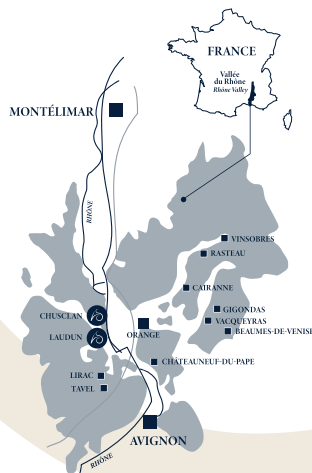 FRANCE
Vallée
du Rhône
Rhône Valley
MONTÉLIMAR
RHÔNE
VINSOBRES
RASTEAU
CAIRANNE
GIGONDAS
CHUSCLAN
VACQUEYRAS
BEAUMES-DE-VENISE
ORANGE
LAUDUN
CHÂTEAUNEUF-DU-PAPE
LIRAC
TAVEL
AVIGNON
RHÔNE